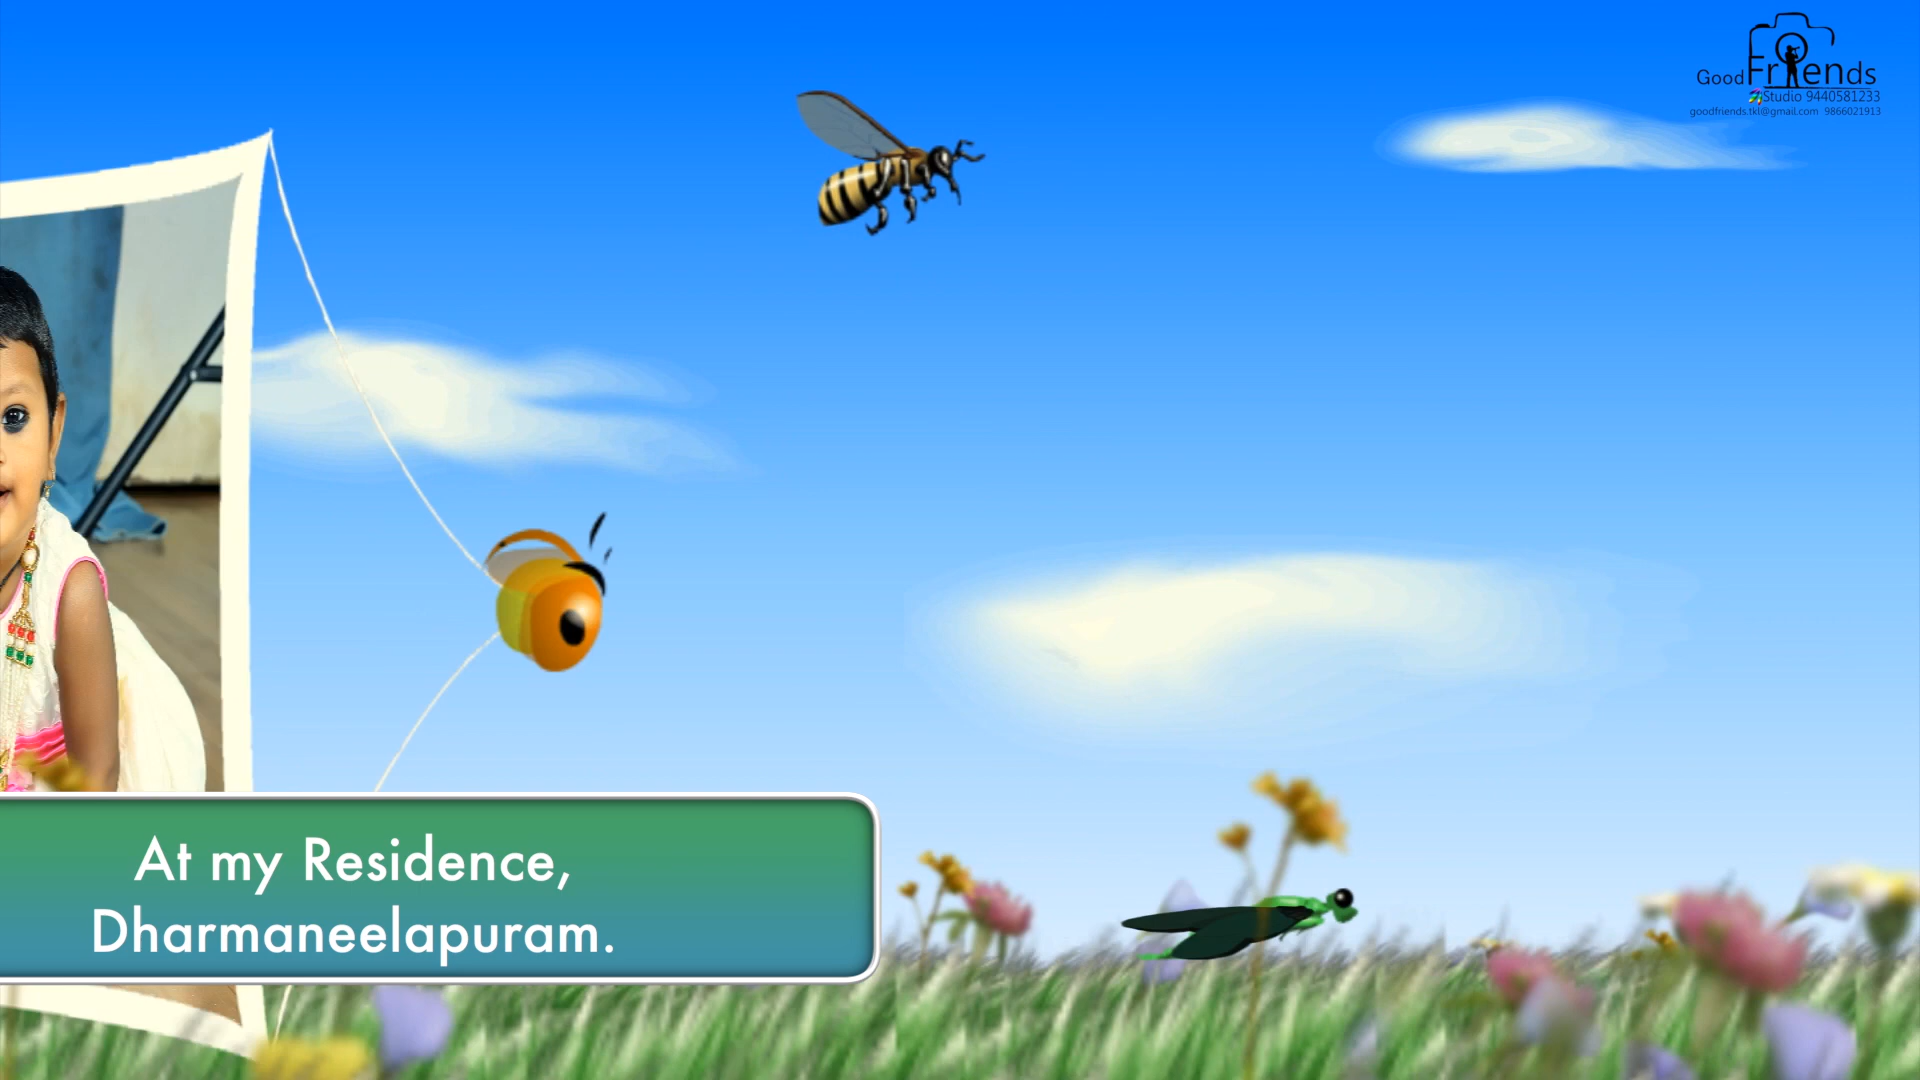 Good Friends
Studio 9440581233
goodfriends.tkl@gmail.com 9866021913
At my Residence,
Dharmaneelapuram.